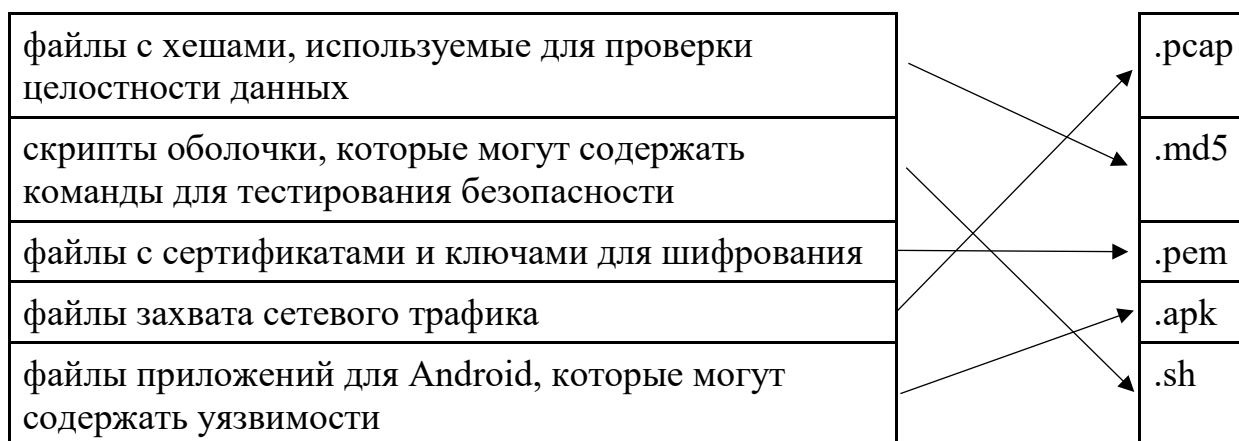 файлы с хешами, используемые для проверки
целостности данных
.pcap
скрипты оболочки, которые могут содержать
команды для тестирования безопасности
.md5
файлы с сертификатами и ключами для шифрования
.pem
файлы захвата сетевого трафика
.apk
файлы приложений для Android, которые могут
содержать уязвимости
.sh